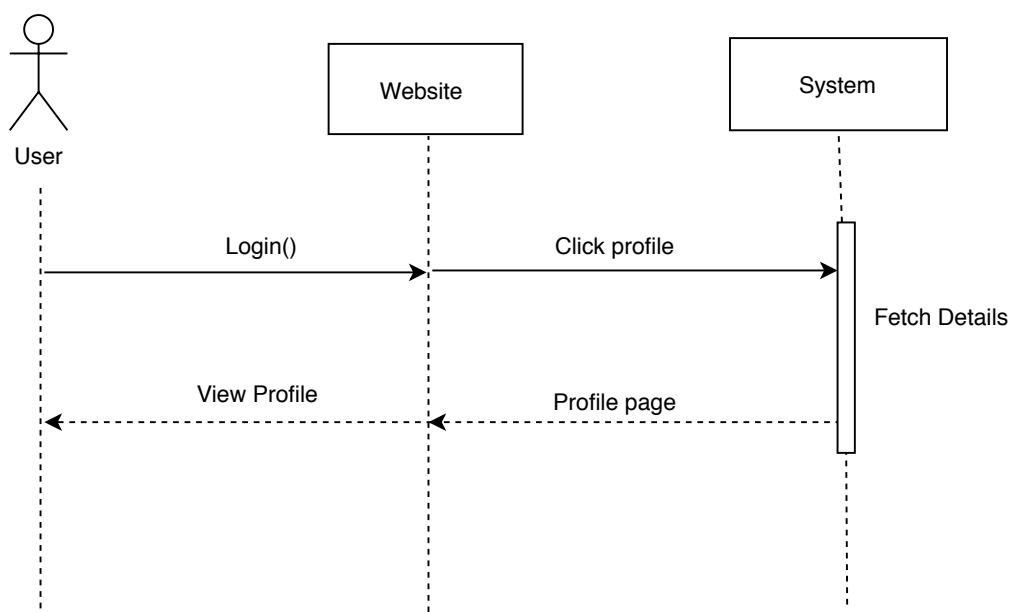 User
Website
System
Login()
Click profile
Fetch Details
View Profile
Profile page